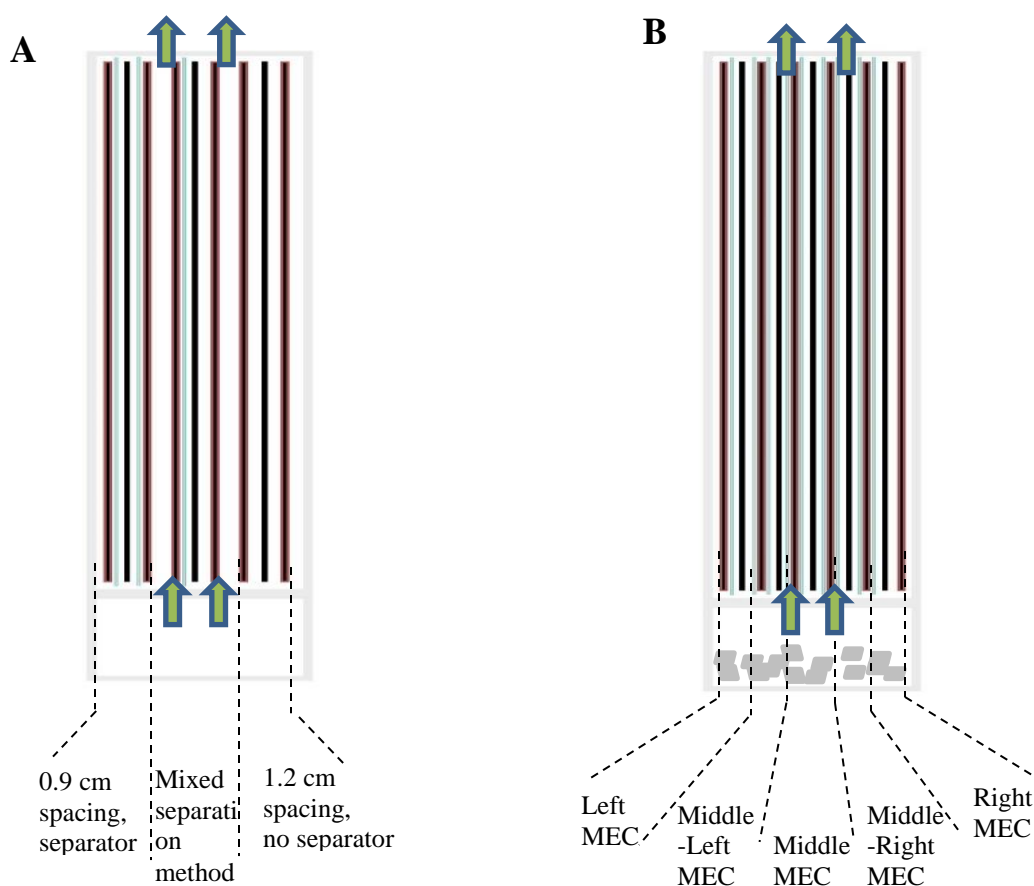 A
B
0.9 cm
spacing,
separator
Mixed
separati
on
method
1.2 cm
spacing,
no separator
Left
MEC
Middle
-Left
MEC
Middle
MEC
Middle
-Right
MEC
Right
MEC